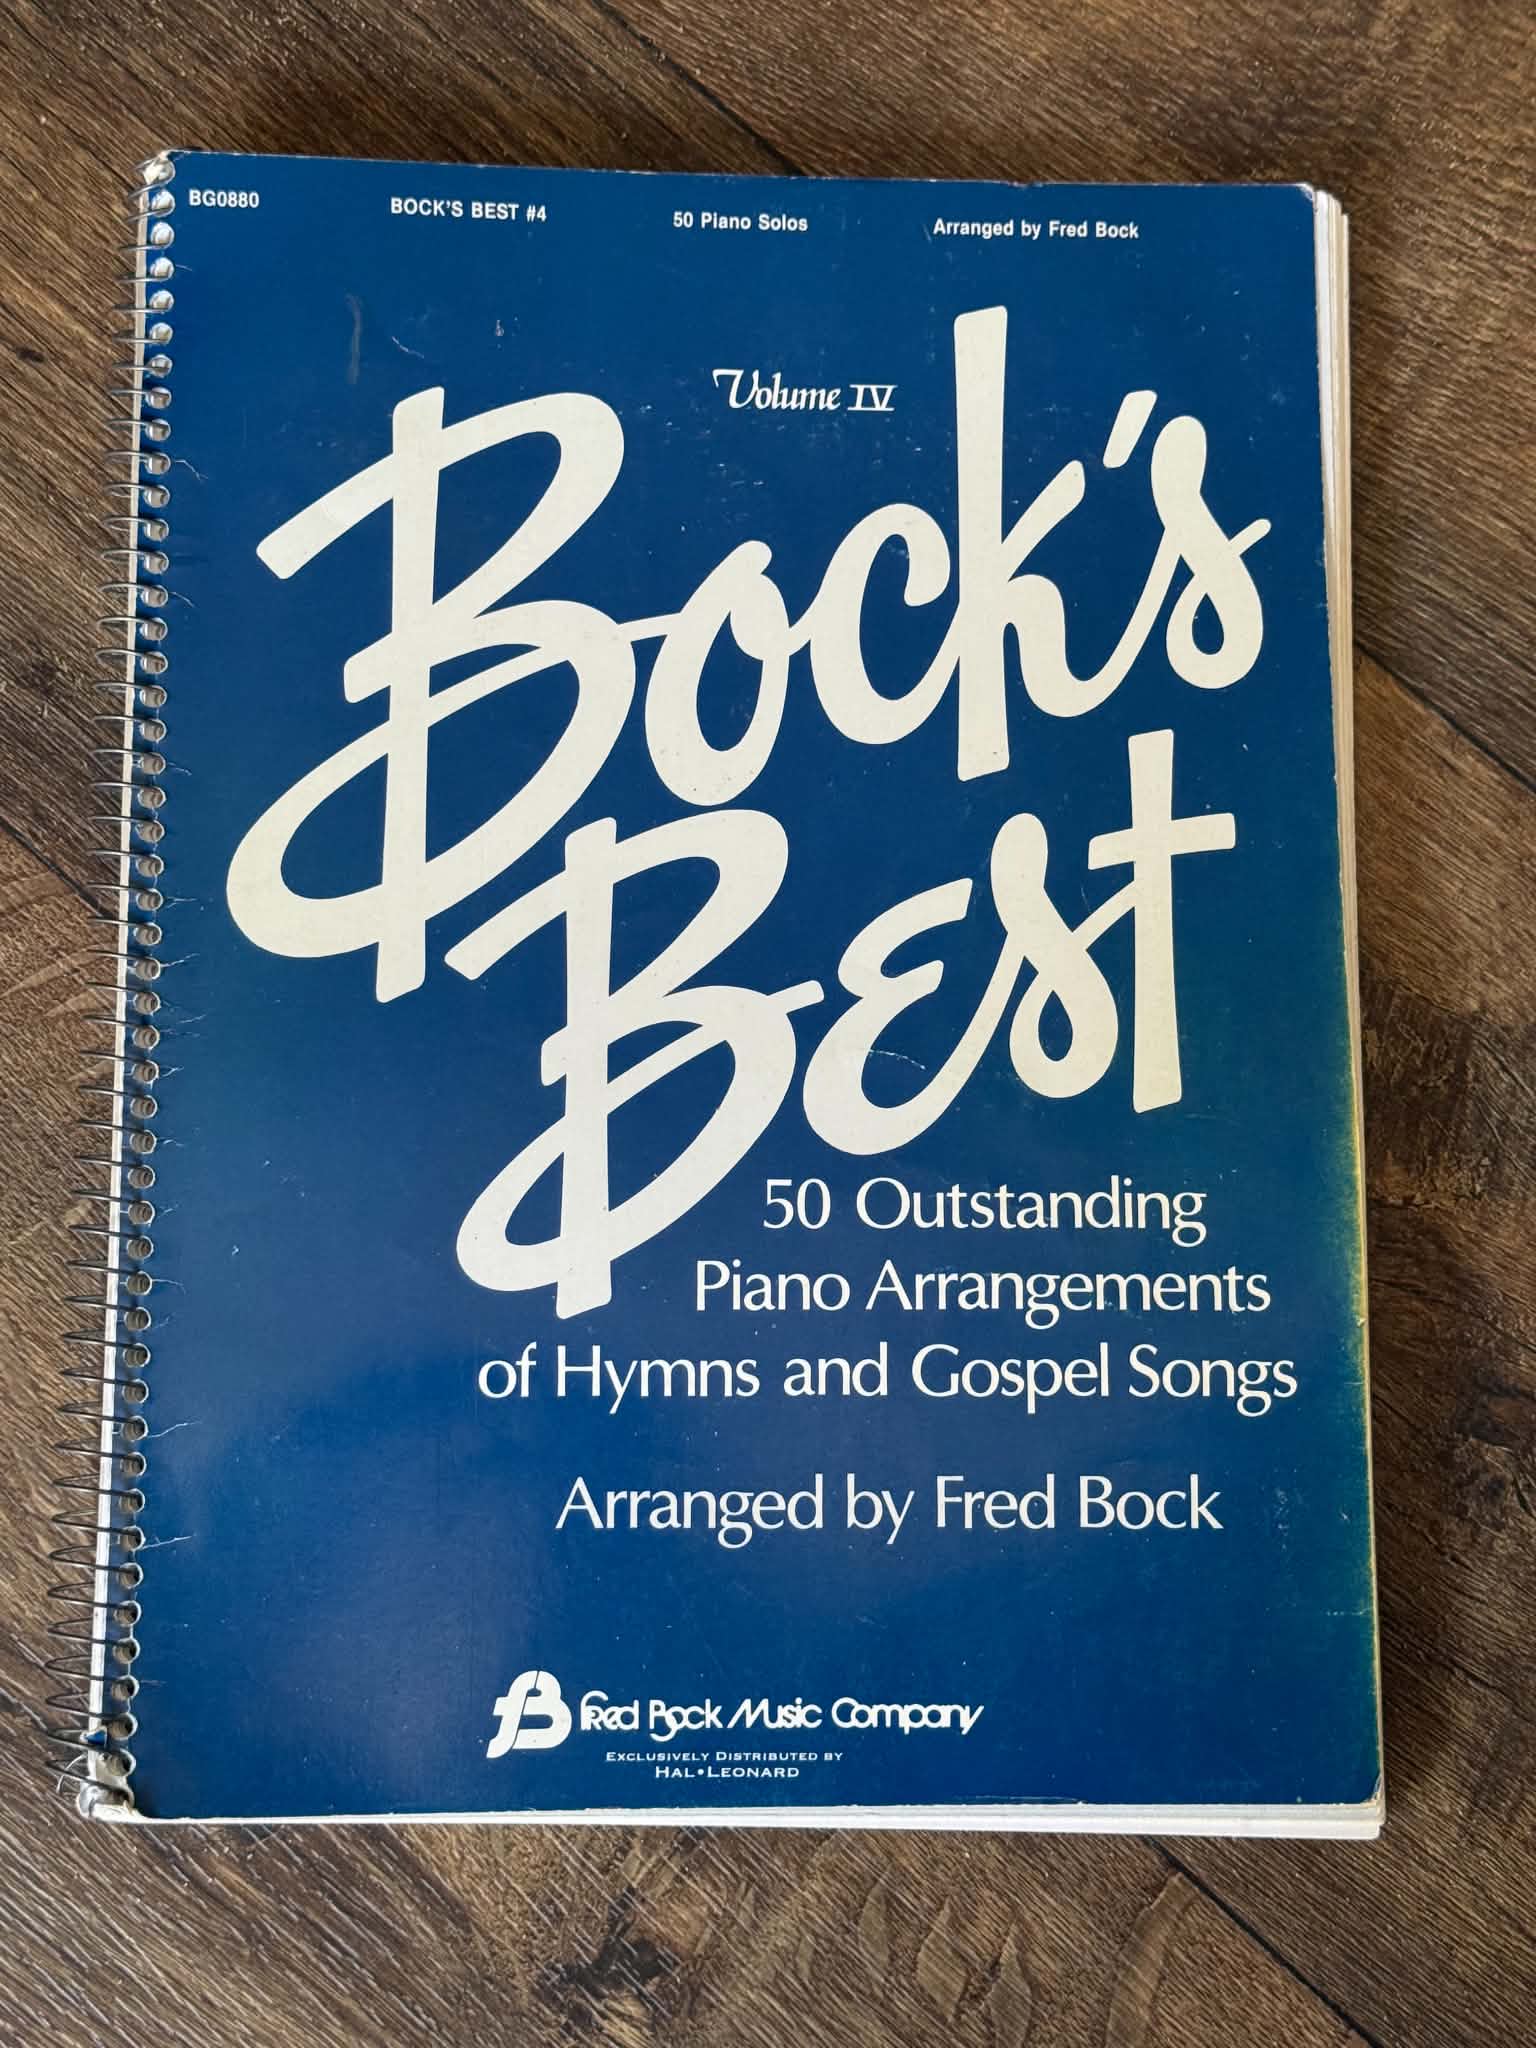 BG0880 BOCK'S BEST #4 50 Piano Solos Arranged by Fred Bock
Volume IV
Bock's
Best
50 Outstanding
Piano Arrangements
of Hymns and Gospel Songs
Arranged by Fred Bock
fB Fred Bock Music Company
EXCLUSIVELY DISTRIBUTED BY
HAL•LEONARD